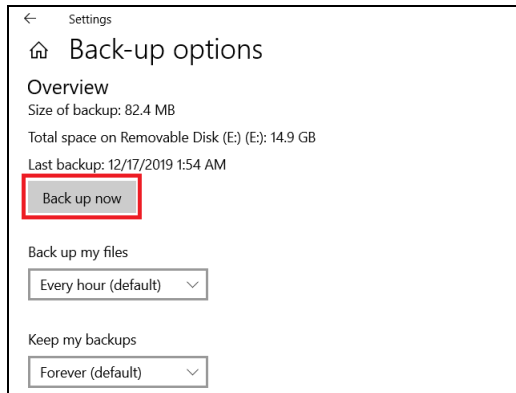 Settings
Back-up options
Overview
Size of backup: 82.4 MB
Total space on Removable Disk (E:) (E:): 14.9 GB
Last backup: 12/17/2019 1:54 AM
Back up now
Back up my files
Every hour (default)
Keep my backups
Forever (default)